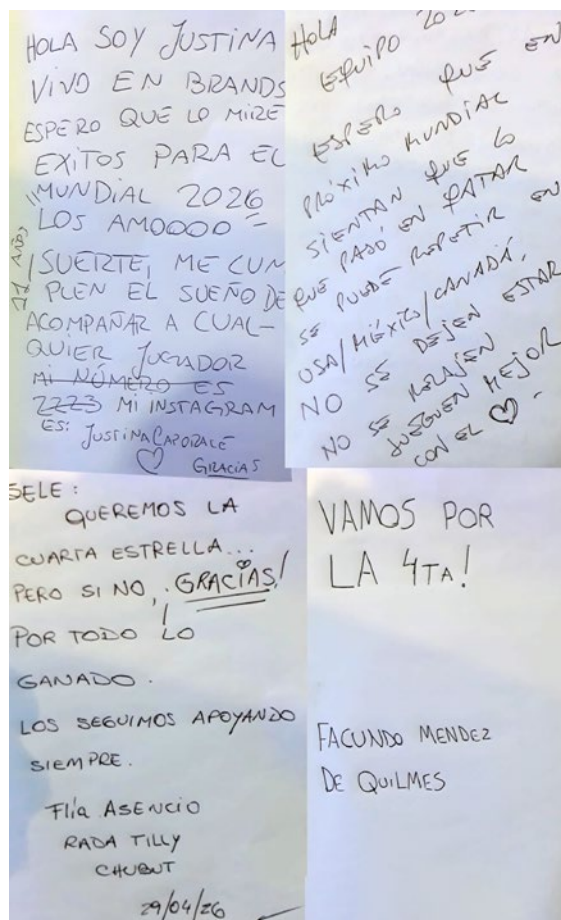 HOLA SOY JUSTINA
VIVO EN BRANDS
ESPERO QUE LO MIRE
EXITOS PARA EL
"MUNDIAL 2026
LOS AMOOOO"
11 AÑOS
¡SUERTE, ME CUM
PLEN EL SUEÑO DE
ACOMPAÑAR A CUAL-
QUIER JUGADOR
MI NÚMERO ES
2223 MI INSTAGRAM
ES: JUSTINACAPORALE
♡ GRACIAS
HOLA
EQUIPO 202
ESPERO QUE EN
PRÓXIMO MUNDIAL
SIENTAN QUE LO
QUE PASÓ EN QATAR
SE PUEDE REPETIR EN
USA/MÉXICO/CANADÁ,
NO SE DEJEN ESTAR
NO SE RELAJEN
JUEGUEN MEJOR
CON EL ♡ -
SELE:
QUEREMOS LA
CUARTA ESTRELLA...
PERO SI NO, ¡GRACIAS!
POR TODO LO
GANADO.
LOS SEGUIMOS APOYANDO
SIEMPRE.
Flía ASENCIO
RADA TILLY
CHUBUT
29/04/26
VAMOS POR
LA 4TA!
FACUNDO MENDEZ
DE QUILMES